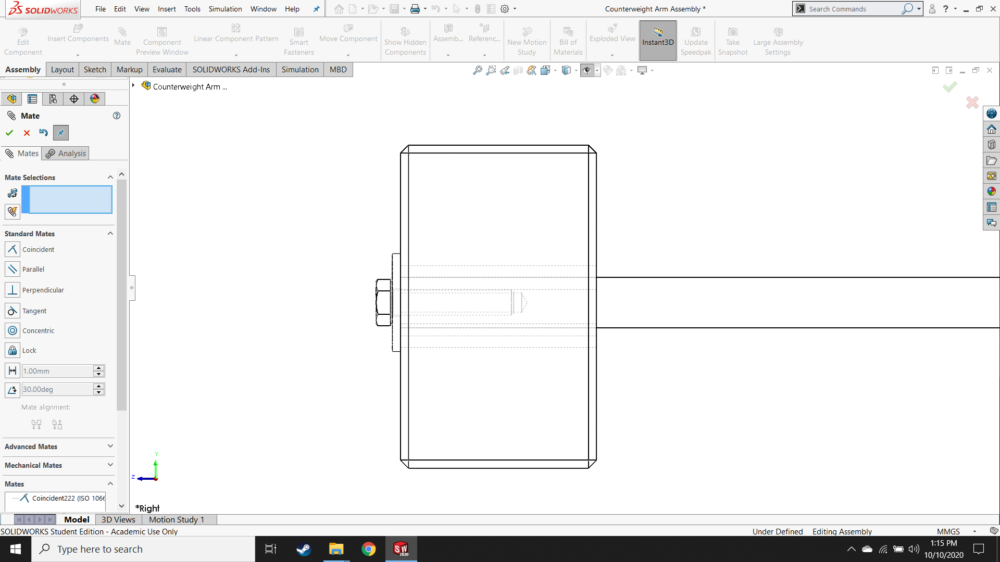 SOLIDWORKS File Edit View Insert Tools Simulation Window Help Counterweight Arm Assembly * Search Commands ?
Edit Component Insert Components Mate Component Preview Window Linear Component Pattern Smart Fasteners Move Component Show Hidden Components Assemb... Referenc... New Motion Study Bill of Materials Exploded View Instant3D Update Speedpak Take Snapshot Large Assembly Settings
Assembly Layout Sketch Markup Evaluate SOLIDWORKS Add-Ins Simulation MBD
Counterweight Arm ...
Mate
Mates Analysis
Mate Selections
Standard Mates
Coincident
Parallel
Perpendicular
Tangent
Concentric
Lock
1.00mm
30.00deg
Mate alignment:
Advanced Mates
Mechanical Mates
Mates
Coincident222 (ISO 1066
Y
Z
*Right
Model 3D Views Motion Study 1
SOLIDWORKS Student Edition - Academic Use Only Under Defined Editing Assembly MMGS
Type here to search SW 2020 1:15 PM
10/10/2020